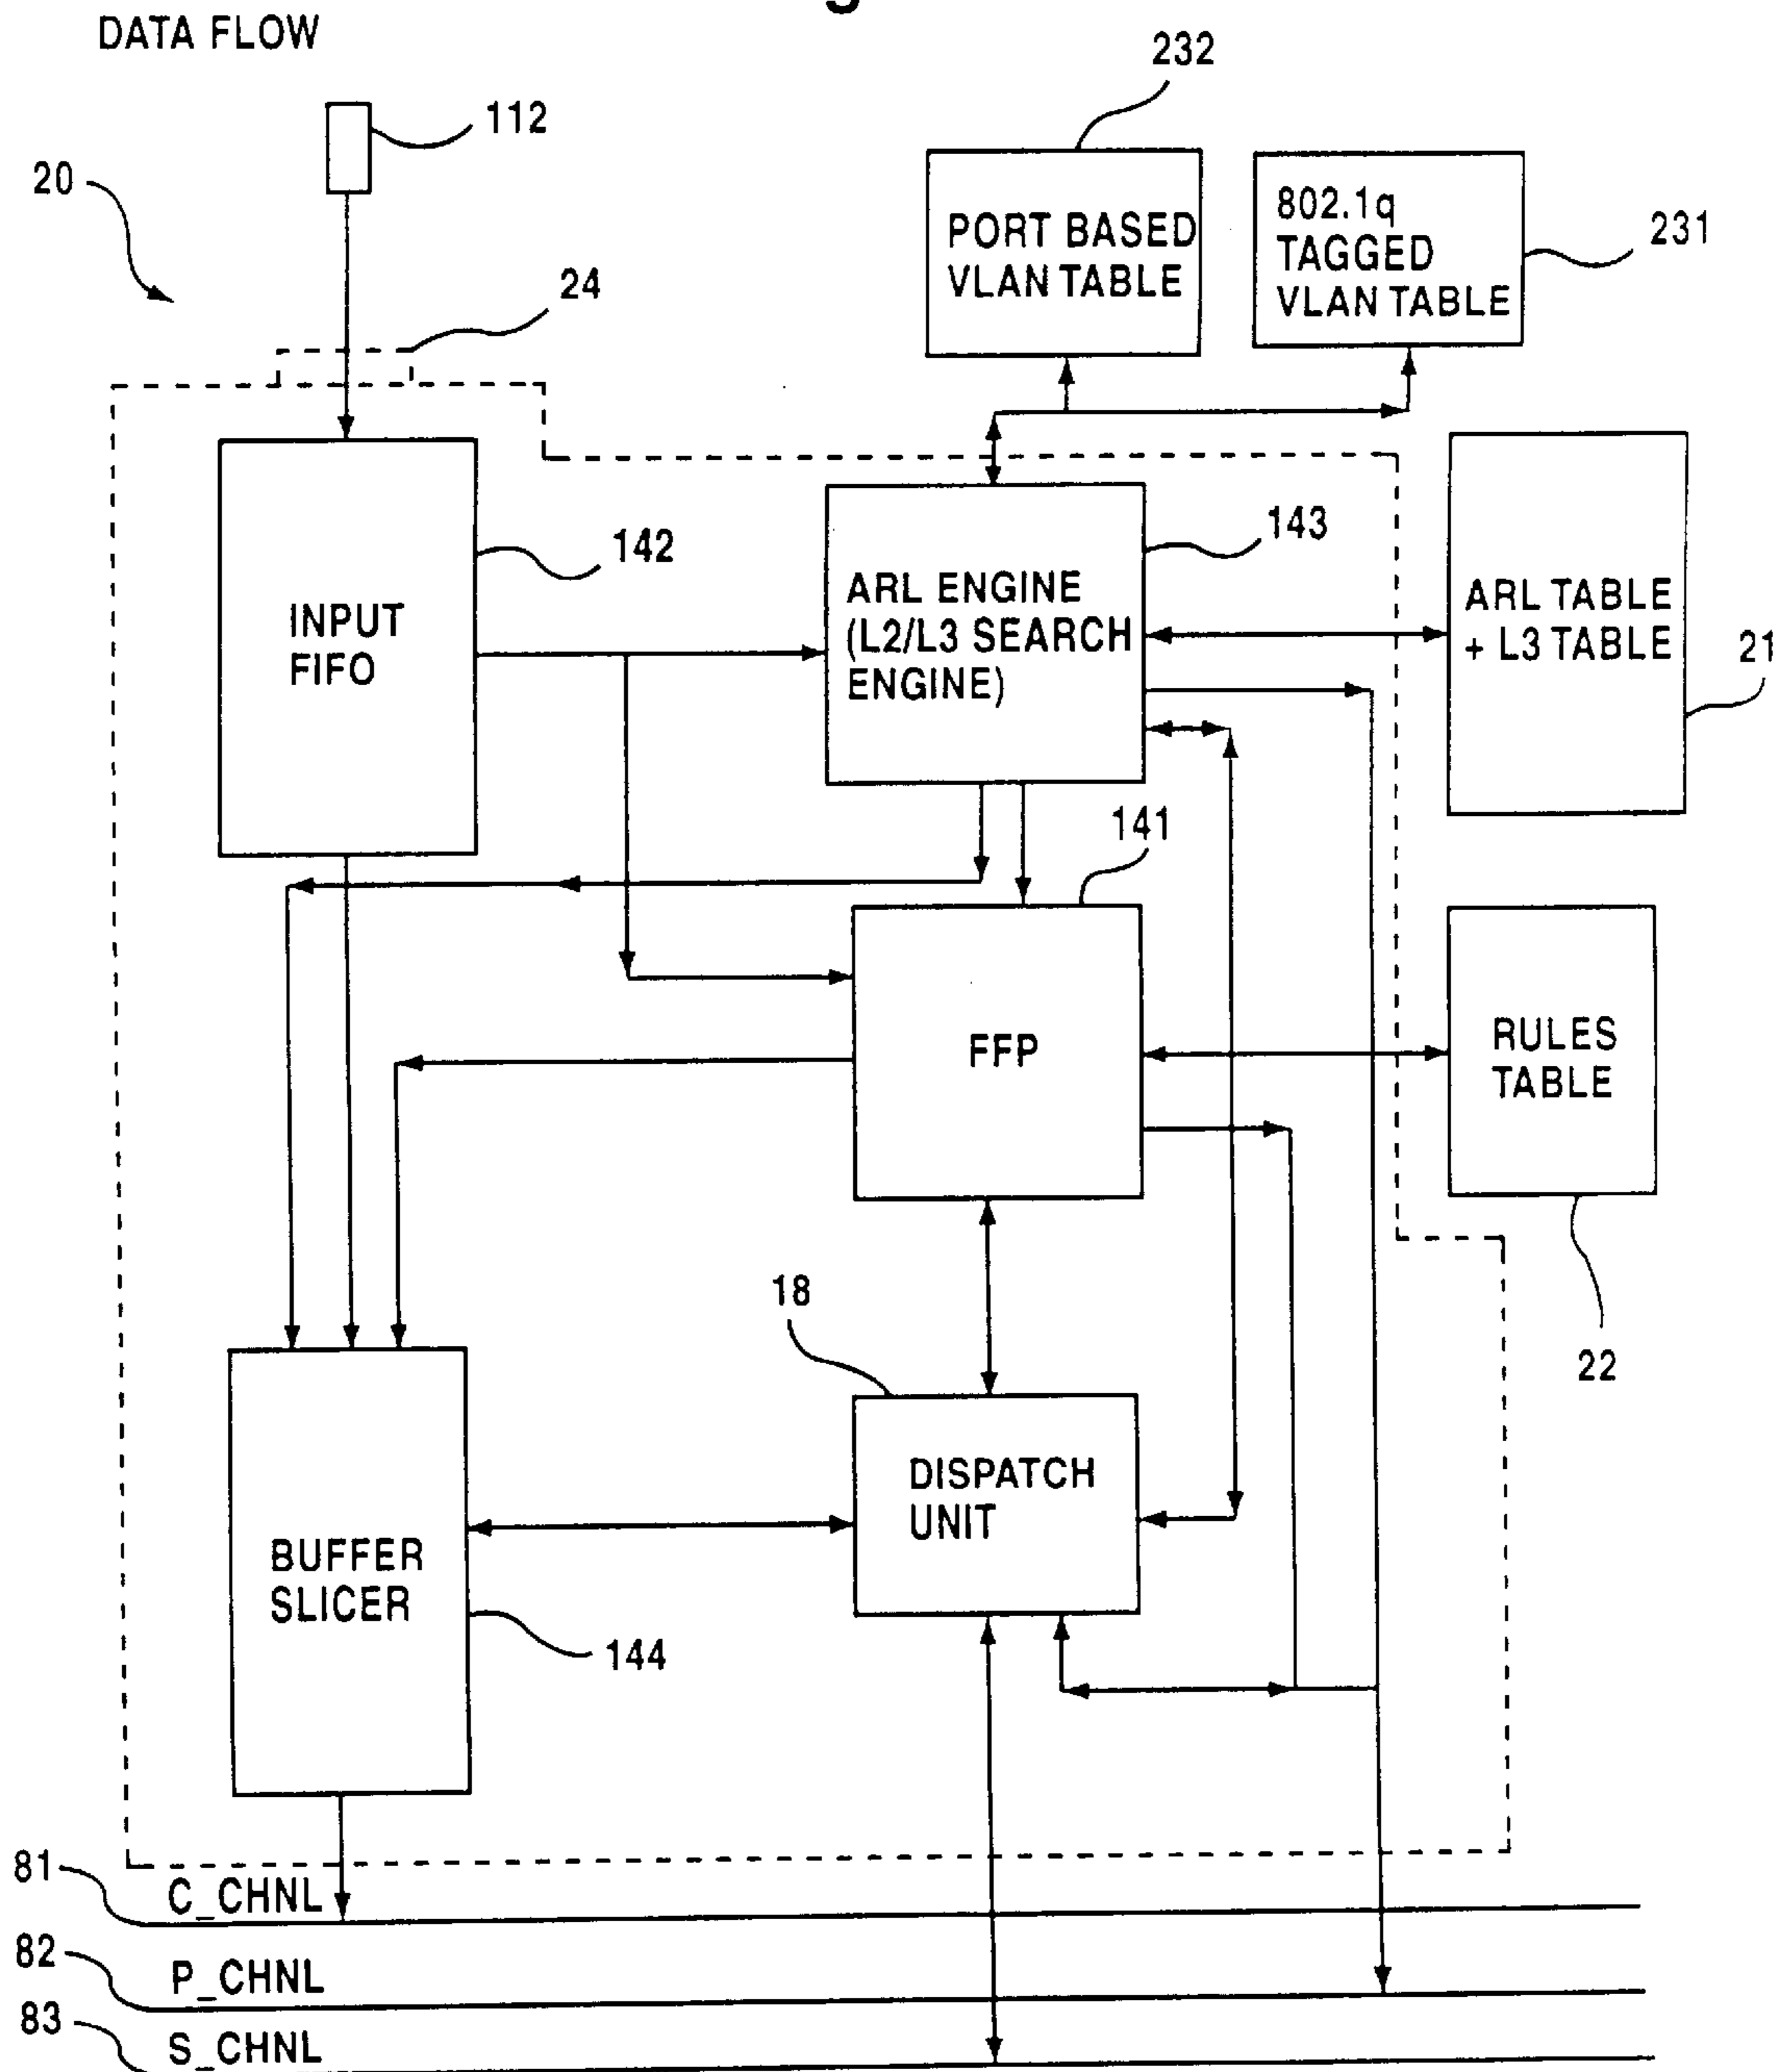 DATA FLOW
232
112
20
PORT BASED
VLAN TABLE
802.1q
TAGGED
VLAN TABLE
231
24
142
143
INPUT
FIFO
ARL ENGINE
(L2/L3 SEARCH
ENGINE)
ARL TABLE
+ L3 TABLE
21
141
FFP
RULES
TABLE
18
22
DISPATCH
UNIT
BUFFER
SLICER
144
81
C_CHNL
82
P_CHNL
83
S_CHNL